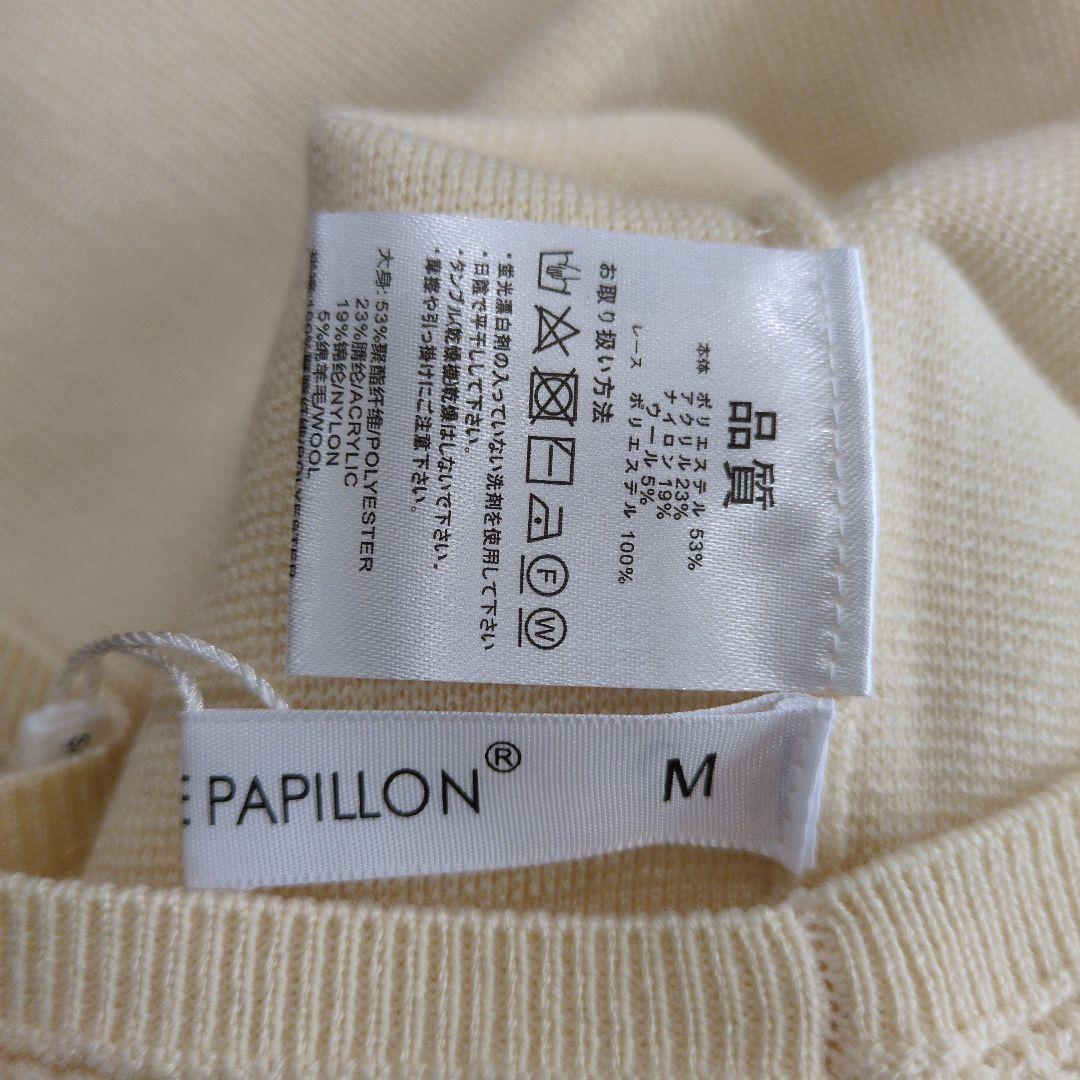 品質
本体 ポリエステル 53%
アクリル 23%
ナイロン 19%
ウール 5%
レース ポリエステル 100%
お取り扱い方法
F W
・蛍光漂白剤の入っていない洗剤を使用して下さい
・日陰で平干しして下さい。
・タンブル乾燥機乾燥はしないで下さい。
・摩擦や引っ掛けにご注意下さい。
大身: 53%聚酯纤维/POLYESTER
23%腈纶/ACRYLIC
19%锦纶/NYLON
5%绵羊毛/WOOL
PAPILLON® M